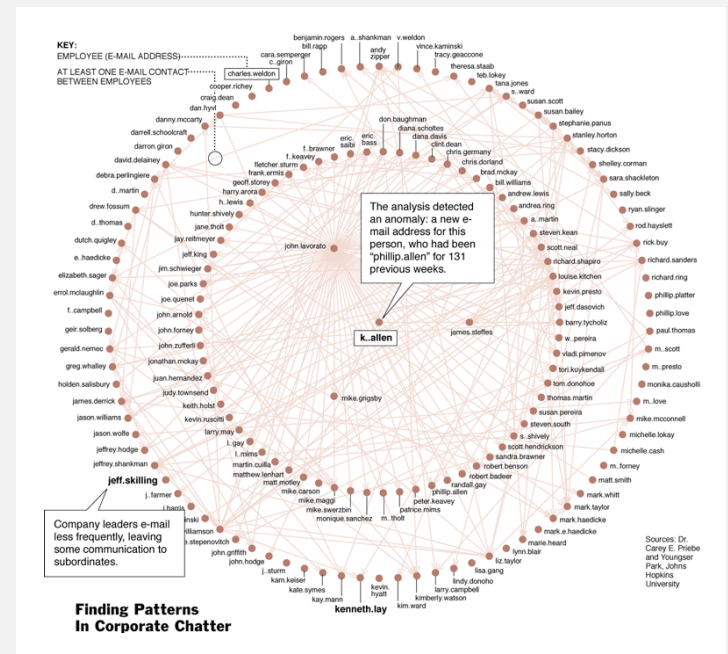 KEY:
EMPLOYEE (E-MAIL ADDRESS)
AT LEAST ONE E-MAIL CONTACT
BETWEEN EMPLOYEES
benjamin.rogers
bill.rapp
cara.semperger
c..giron
charles.weldon
cooper.richey
craig.dean
dan.hyvl
danny.mccarty
darrell.schoolcraft
darron.giron
david.delainey
debra.perlingiere
d..martin
drew.fossum
d..thomas
dutch.quigley
e..haedicke
elizabeth.sager
errol.mclaughlin
f..campbell
geir.solberg
gerald.nemec
greg.whalley
holden.salisbury
james.derrick
jason.williams
jason.wolfe
jeffrey.hodge
jeffrey.shankman
jeff.skilling
j..farmer
j.harris
inski
illiamson
n.stepenovitch
john.griffith
john.hodge
j..sturm
kam.keiser
kate.symes
kay.mann
kevin.
hyatt
kenneth.lay
kim.ward
kimberly.watson
larry.campbell
lindy.donoho
lisa.gang
liz.taylor
lynn.blair
marie.heard
mark.e.haedicke
mark.haedicke
mark.taylor
mark.whitt
matt.smith
m..forney
michelle.cash
michelle.lokay
mike.mcconnell
m..love
monika.causholli
m..presto
m..scott
paul.thomas
phillip.love
phillip.platter
richard.ring
richard.sanders
rick.buy
rod.hayslett
ryan.slinger
sally.beck
sara.shackleton
shelley.corman
stacy.dickson
stanley.horton
stephanie.panus
susan.bailey
susan.scott
s..ward
tana.jones
teb.lokey
theresa.staab
tracy.geaccone
vince.kaminski
v.weldon
andy
zipper
a..shankman
don.baughman
diana.scholtes
dana.davis
clint.dean
chris.germany
chris.dorland
brad.mckay
bill.williams
andrew.lewis
andrea.ring
a..martin
steven.kean
scott.neal
richard.shapiro
louise.kitchen
kevin.presto
jeff.dasovich
barry.tycholiz
w..pereira
vladi.pimenov
tori.kuykendall
tom.donohoe
thomas.martin
susan.pereira
steven.south
s..shively
scott.hendrickson
sandra.brawner
robert.benson
robert.badeer
randall.gay
phillip.allen
peter.keavey
patrice.mims
m..tholt
monique.sanchez
mike.swerzbin
mike.maggi
mike.carson
matt.motley
matthew.lenhart
martin.cuilla
l..mims
l..gay
larry.may
kevin.ruscitti
keith.holst
judy.townsend
juan.hernandez
jonathan.mckay
john.zufferli
john.forney
john.arnold
joe.quenet
joe.parks
jim.schwieger
jeff.king
jay.reitmeyer
jane.tholt
hunter.shively
h..lewis
harry.arora
geoff.storey
frank.ermis
fletcher.sturm
f..keavey
f..brawner
eric.
saibi
eric.
bass
john.lavorato
The analysis detected
an anomaly: a new e-
mail address for this
person, who had been
“phillip.allen” for 131
previous weeks.
k..allen
james.steffes
mike.grigsby
Company leaders e-mail
less frequently, leaving
some communication to
subordinates.
Sources: Dr.
Carey E. Priebe
and Youngser
Park, Johns
Hopkins
University
Finding Patterns
In Corporate Chatter